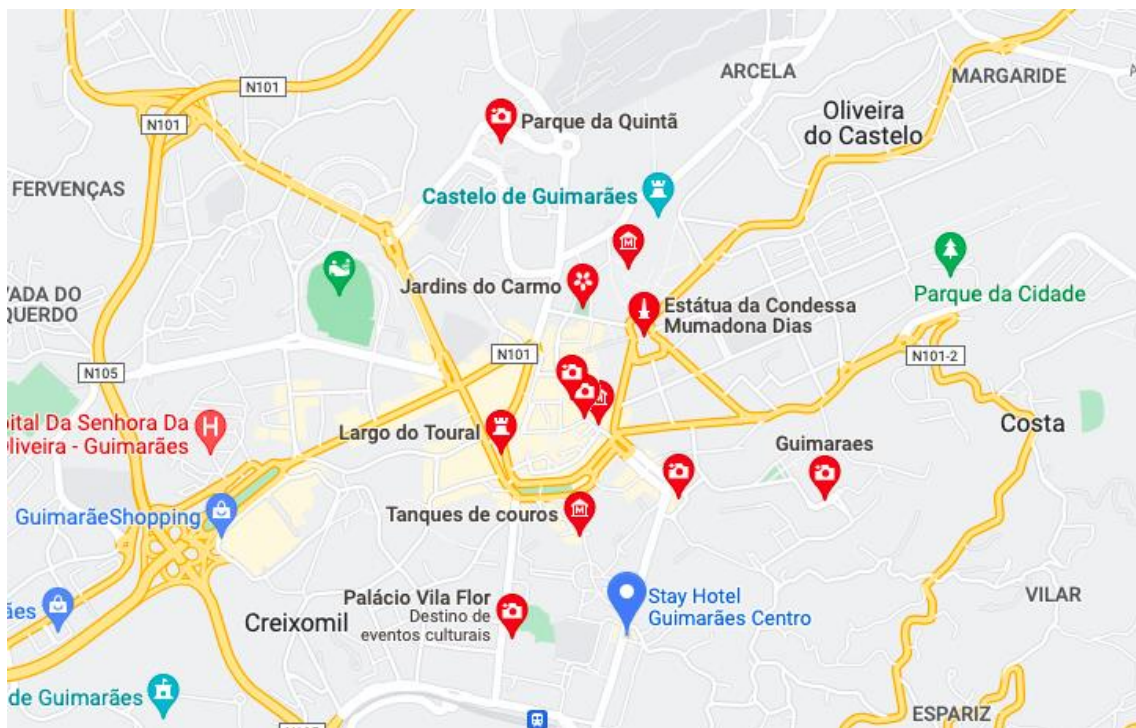 ARCELA
MARGARIDE
N101
Oliveira
do Castelo
Parque da Quintã
N101
FERVENÇAS
Castelo de Guimarães
Jardins do Carmo
Estátua da Condessa
Mumadona Dias
Parque da Cidade
VADA DO
QUERDO
N101
N101-2
N105
pital Da Senhora Da
Oliveira - Guimarães
H
Largo do Toural
Costa
Guimaraes
GuimarãeShopping
Tanques de couros
M
M
M
Palácio Vila Flor
Destino de
eventos culturais
Stay Hotel
Guimarães Centro
VILAR
ães
Creixomil
de Guimarães
ESPARIZ